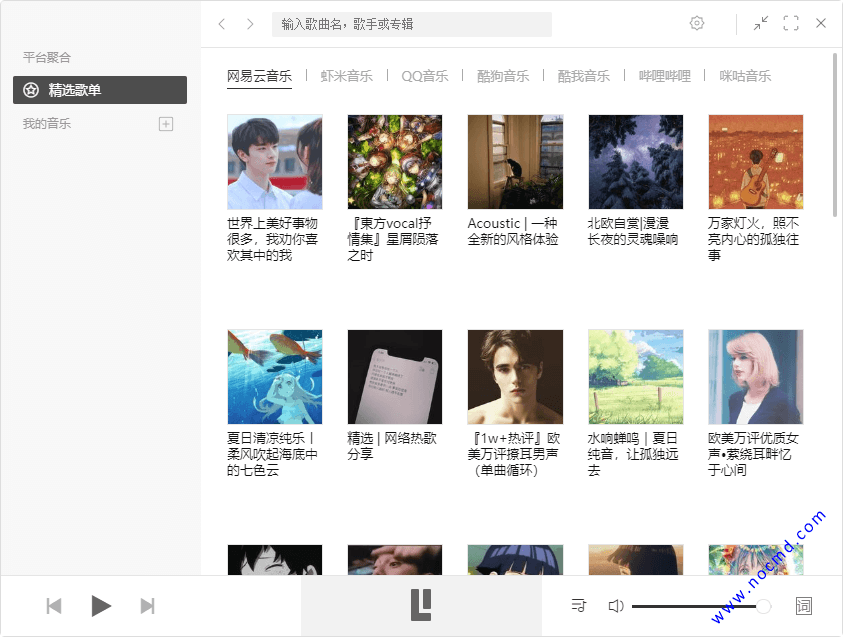 输入歌曲名，歌手或专辑
平台聚合
精选歌单
我的音乐
网易云音乐 | 虾米音乐 | QQ音乐 | 酷狗音乐 | 酷我音乐 | 哔哩哔哩 | 咪咕音乐
世界上美好事物
很多，我劝你喜
欢其中的我
『東方vocal抒
情集』星屑陨落
之时
Acoustic | 一种
全新的风格体验
北欧自赏|漫漫
长夜的灵魂嗓响
万家灯火，照不
亮内心的孤独往
事
夏日清凉纯乐丨
柔风吹起海底中
的七色云
精选 | 网络热歌
分享
『1w+热评』欧
美万评撩耳男声
（单曲循环）
水响蝉鸣｜夏日
纯音，让孤独远
去
欧美万评优质女
声•萦绕耳畔忆
于心间
词
www.nocmd.com